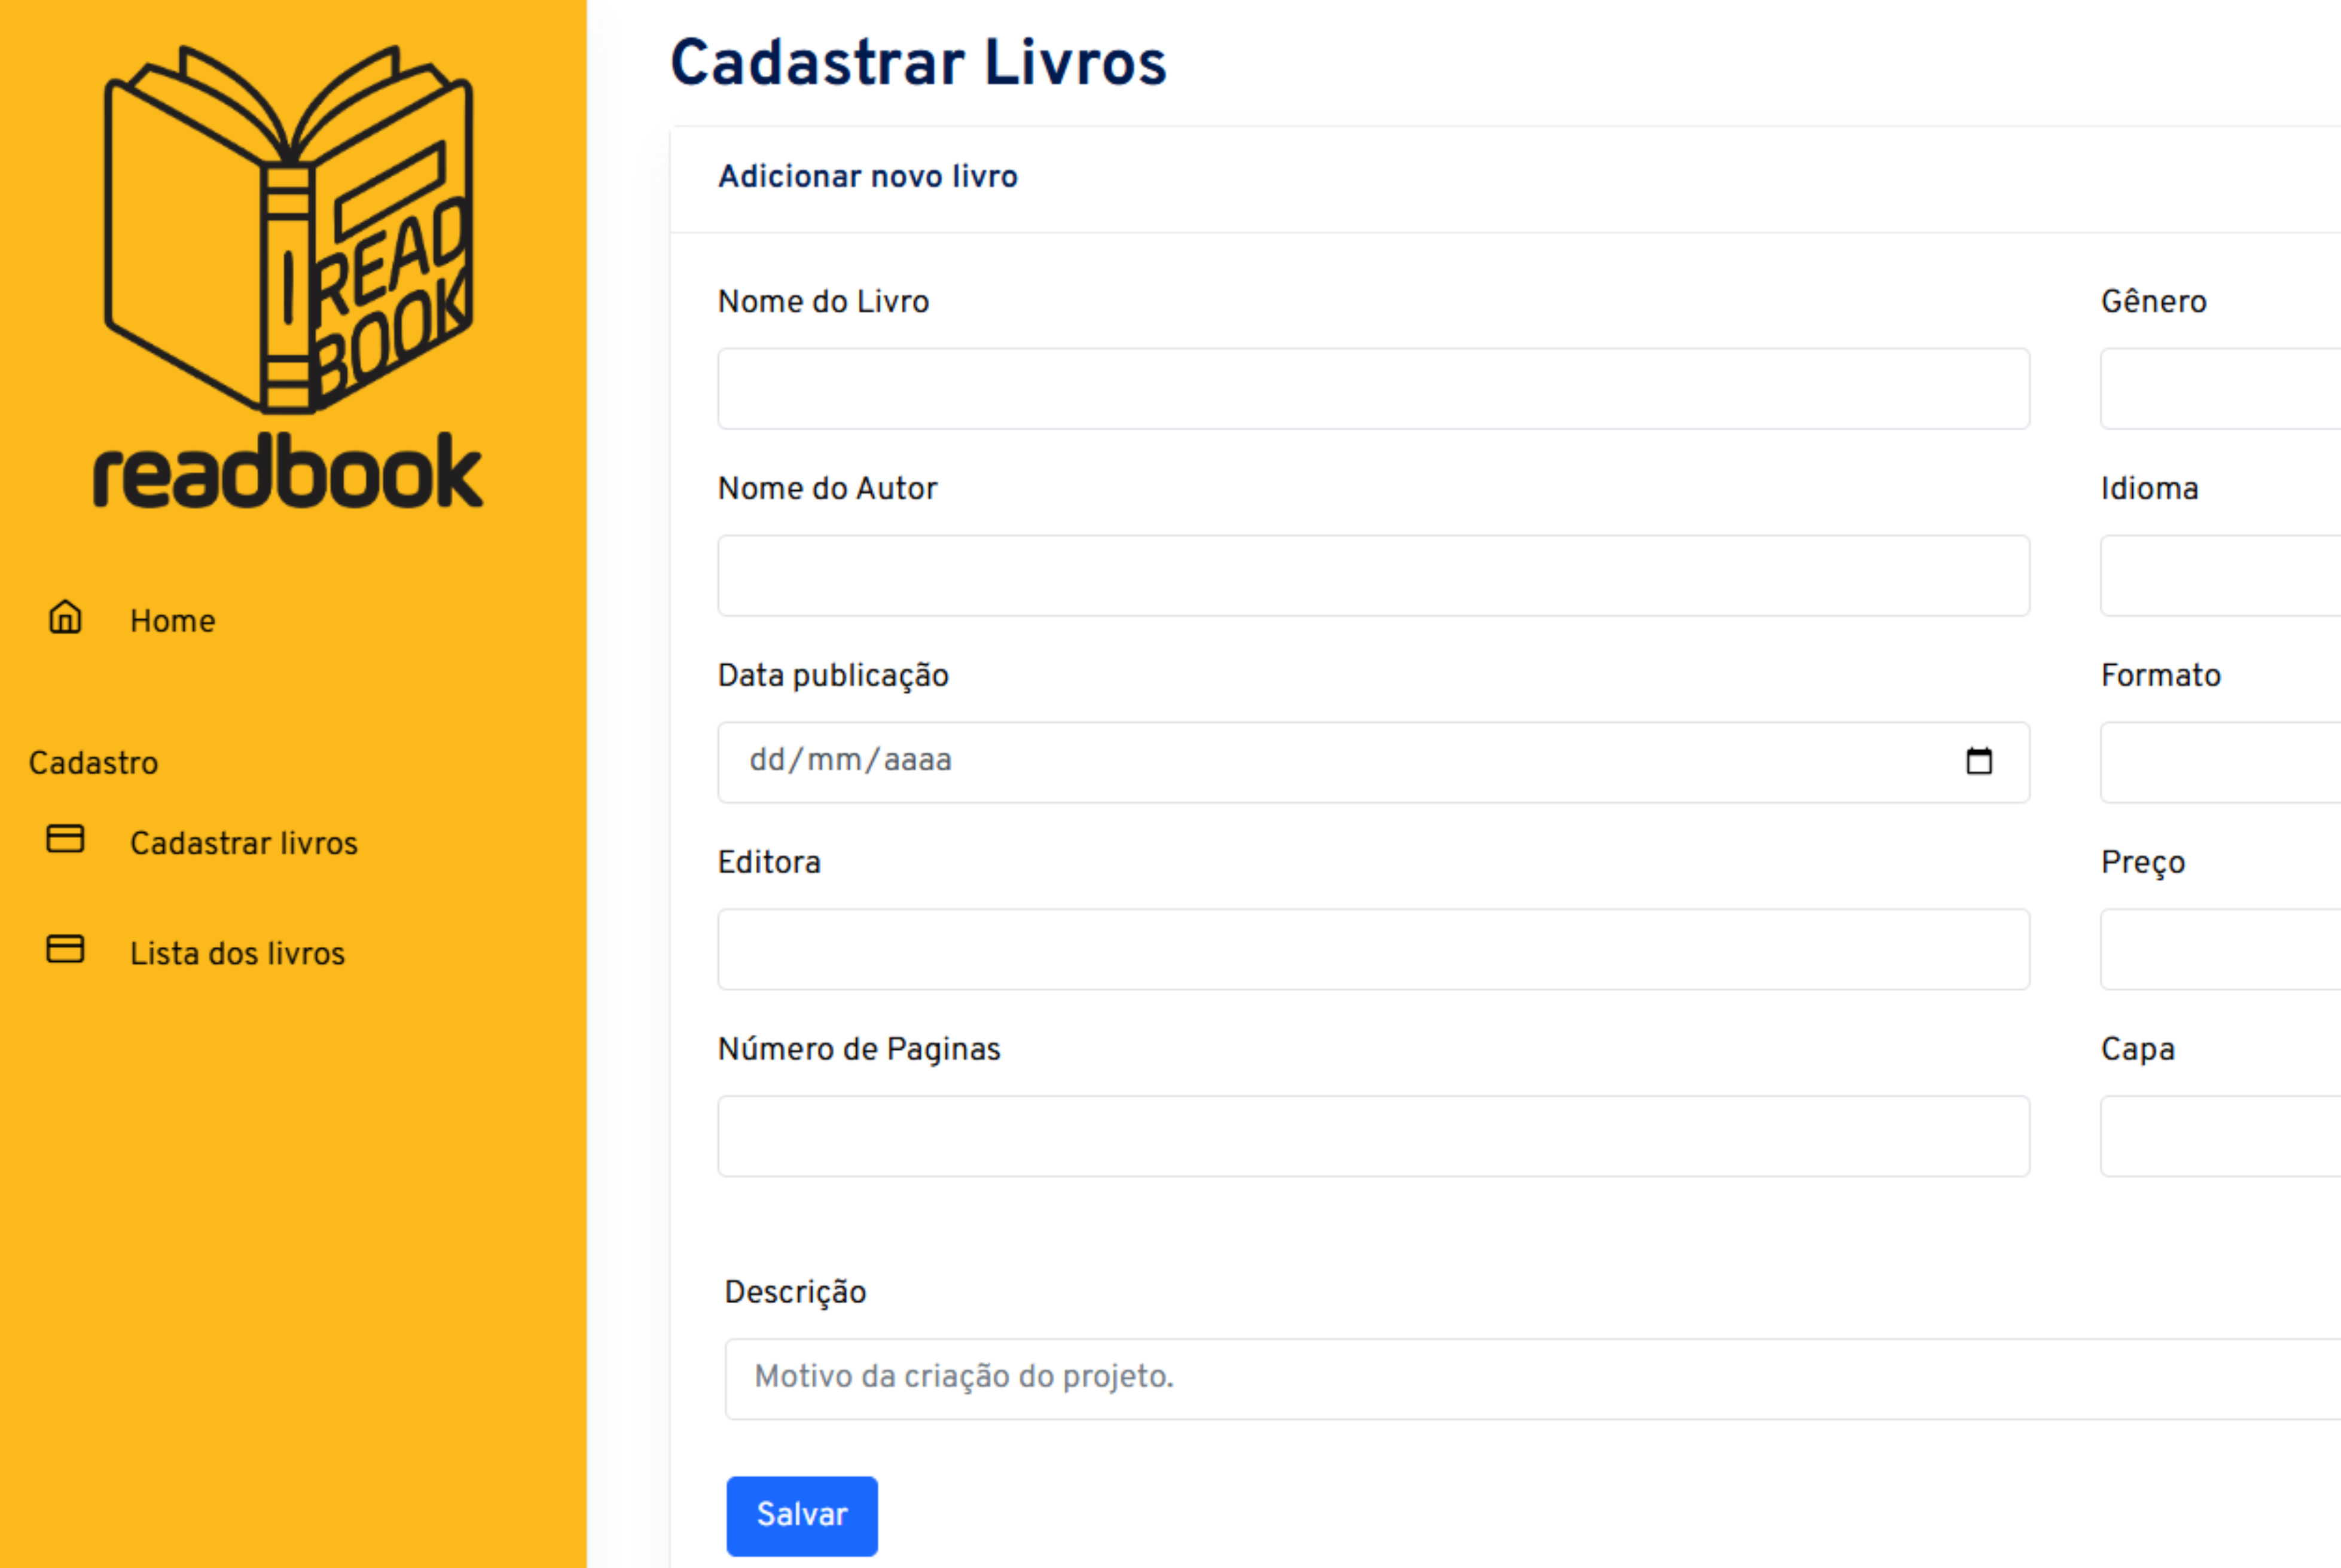 I READ
BOOK
readbook
Home
Cadastro
Cadastrar livros
Lista dos livros
Cadastrar Livros
Adicionar novo livro
Nome do Livro
Gênero
Nome do Autor
Idioma
Data publicação
Formato
dd/mm/aaaa
Editora
Preço
Número de Paginas
Capa
Descrição
Motivo da criação do projeto.
Salvar